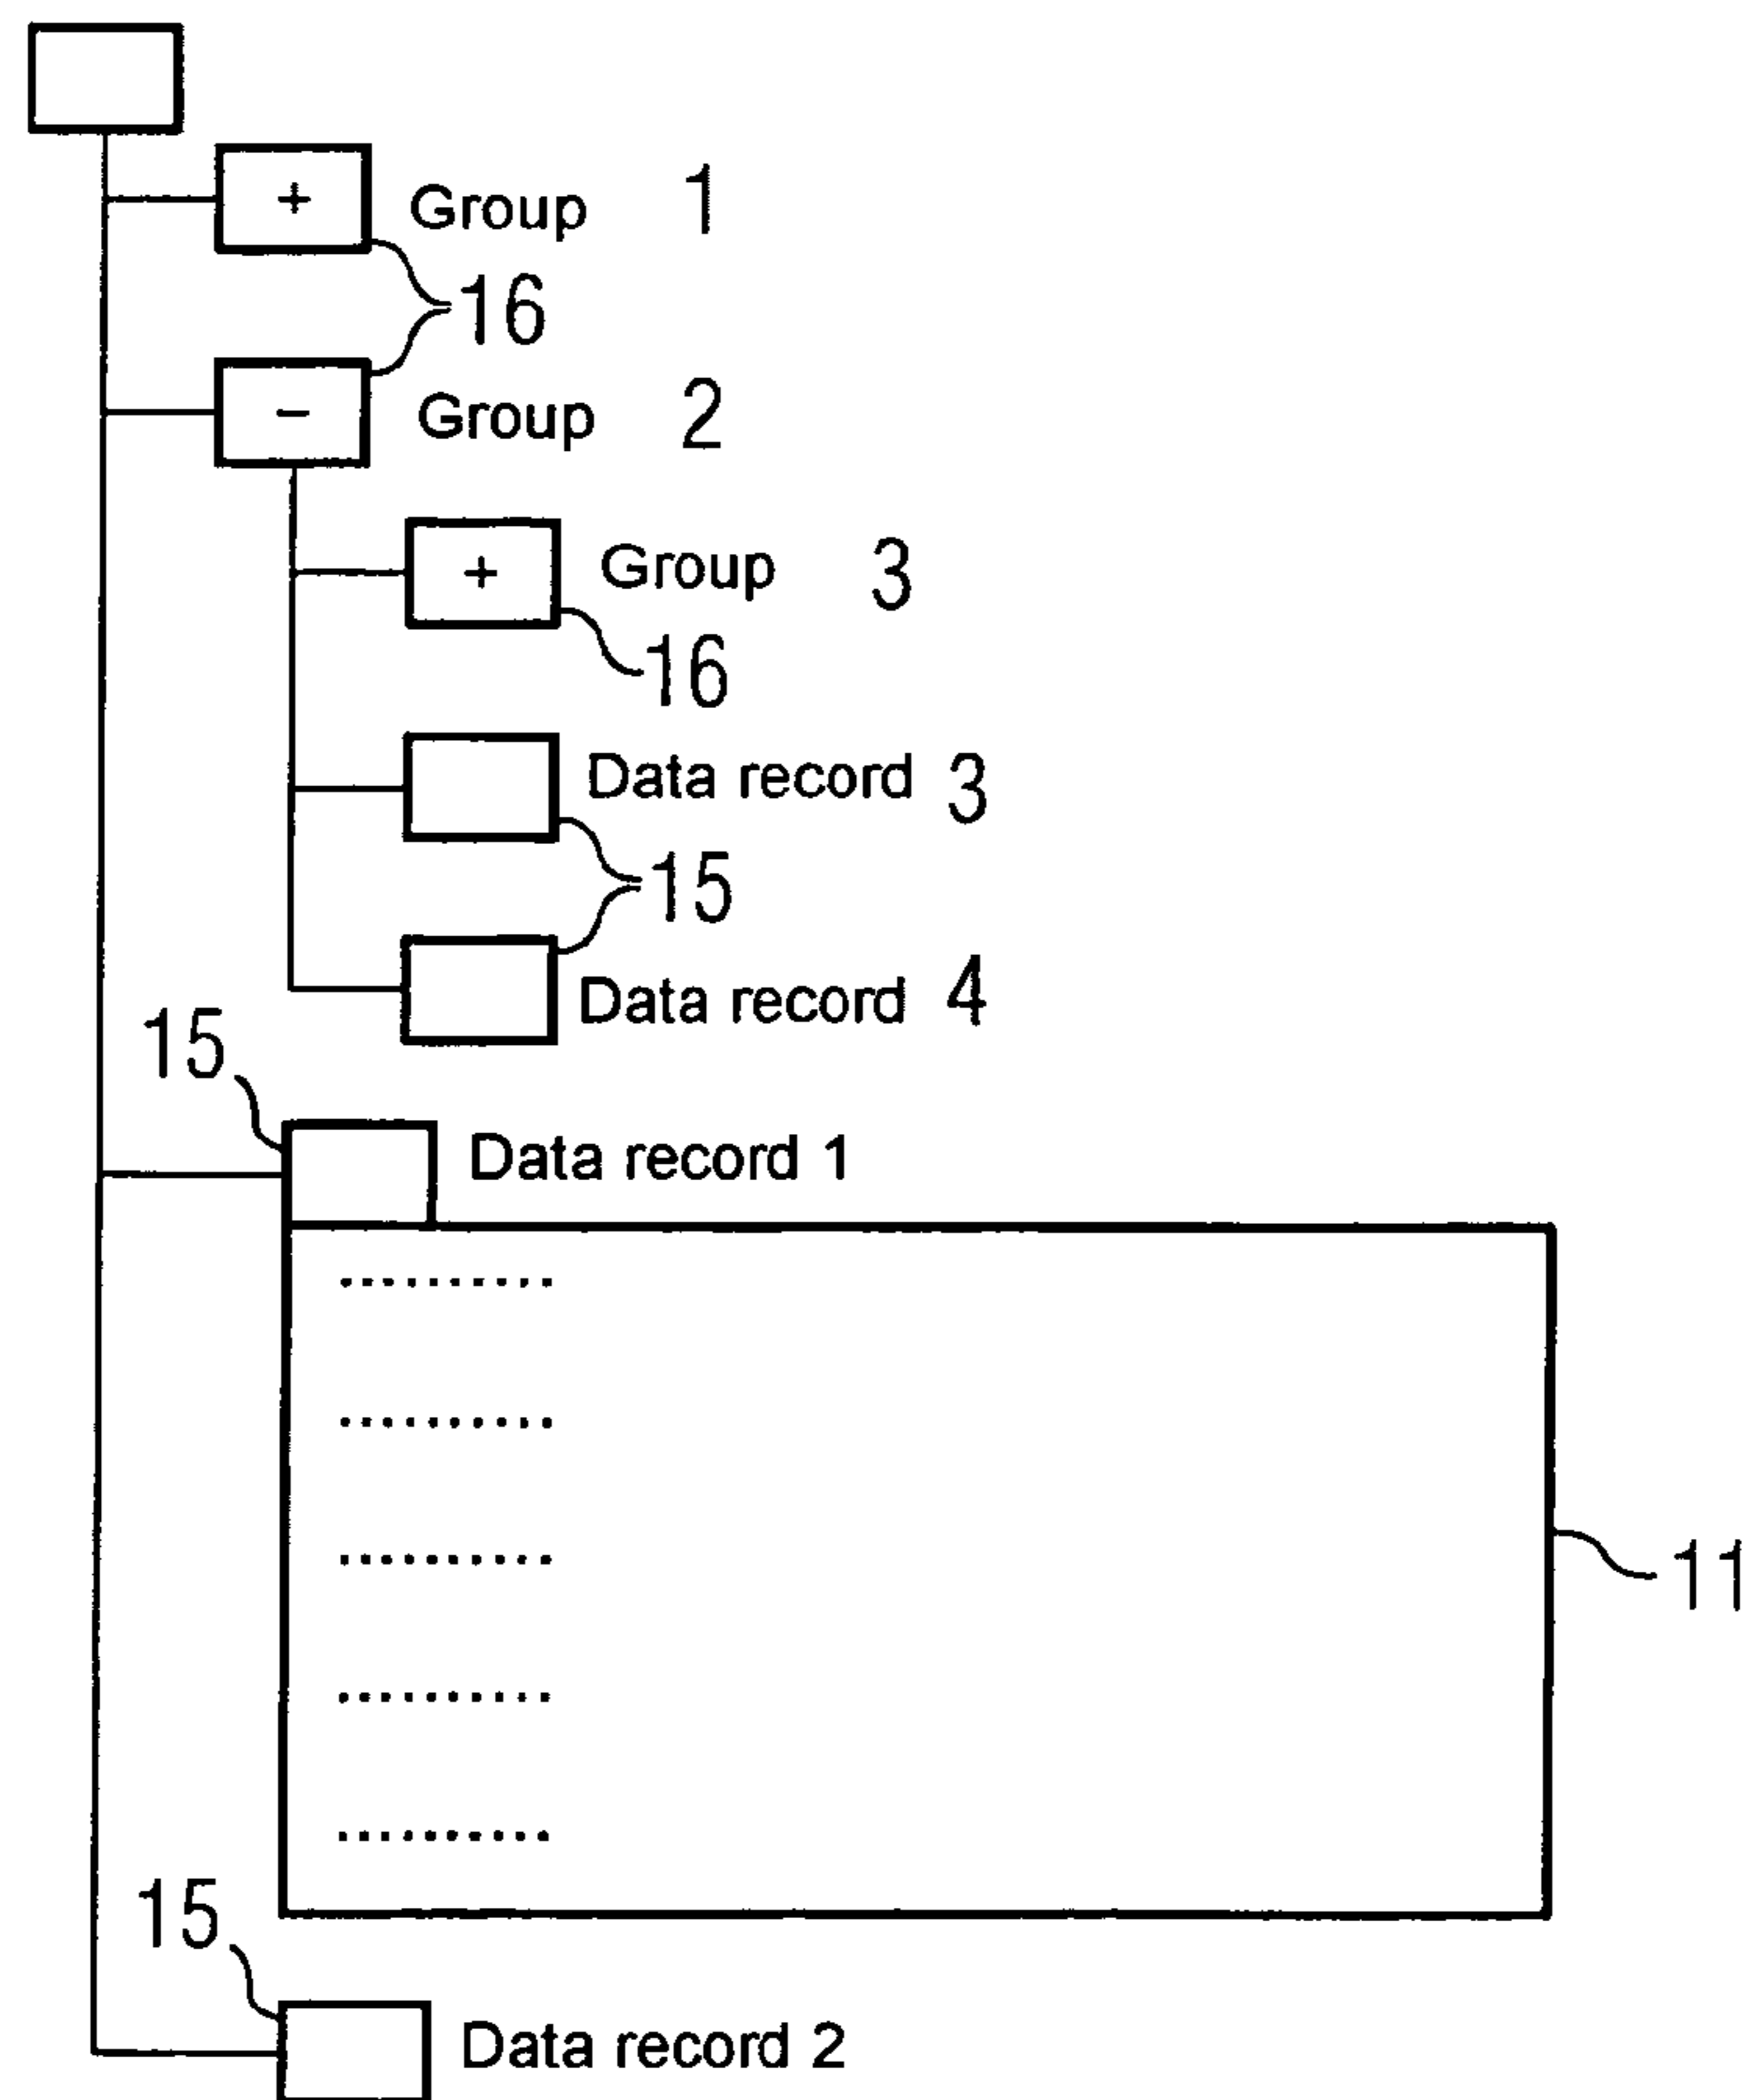 + Group 1
16
- Group 2
+ Group 3
16
Data record 3
15
Data record 4
15
Data record 1
..........
..........
..........
..........
..........
11
15
Data record 2